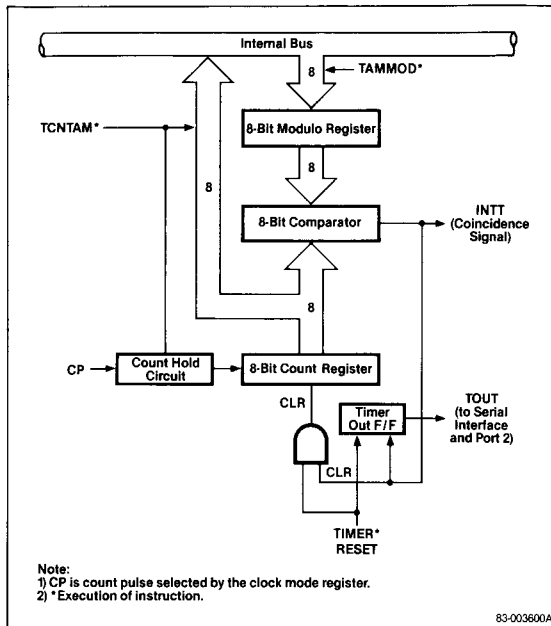 Internal Bus
8
TAMMOD*
TCNTAM*
8-Bit Modulo Register
8
8
INTT
(Coincidence
Signal)
8-Bit Comparator
8
CP
Count Hold
Circuit
8-Bit Count Register
CLR
Timer
Out F/F
TOUT
(to Serial
Interface
and Port 2)
CLR
TIMER*
RESET
Note:
1) CP is count pulse selected by the clock mode register.
2) *Execution of instruction.
83-003600A